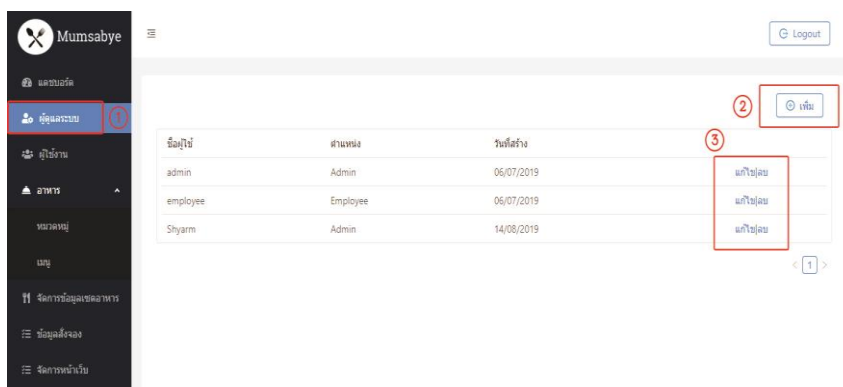 Mumsabye
Logout
แดชบอร์ด
ผู้ดูแลระบบ
1
ผู้ใช้งาน
อาหาร
หมวดหมู่
เมนู
จัดการข้อมูลเซตอาหาร
ข้อมูลสั่งจอง
จัดการหน้าเว็บ
2
เพิ่ม
3
ชื่อผู้ใช้ ตำแหน่ง วันที่สร้าง
admin Admin 06/07/2019 แก้ไข|ลบ
employee Employee 06/07/2019 แก้ไข|ลบ
Shyarm Admin 14/08/2019 แก้ไข|ลบ
< 1 >